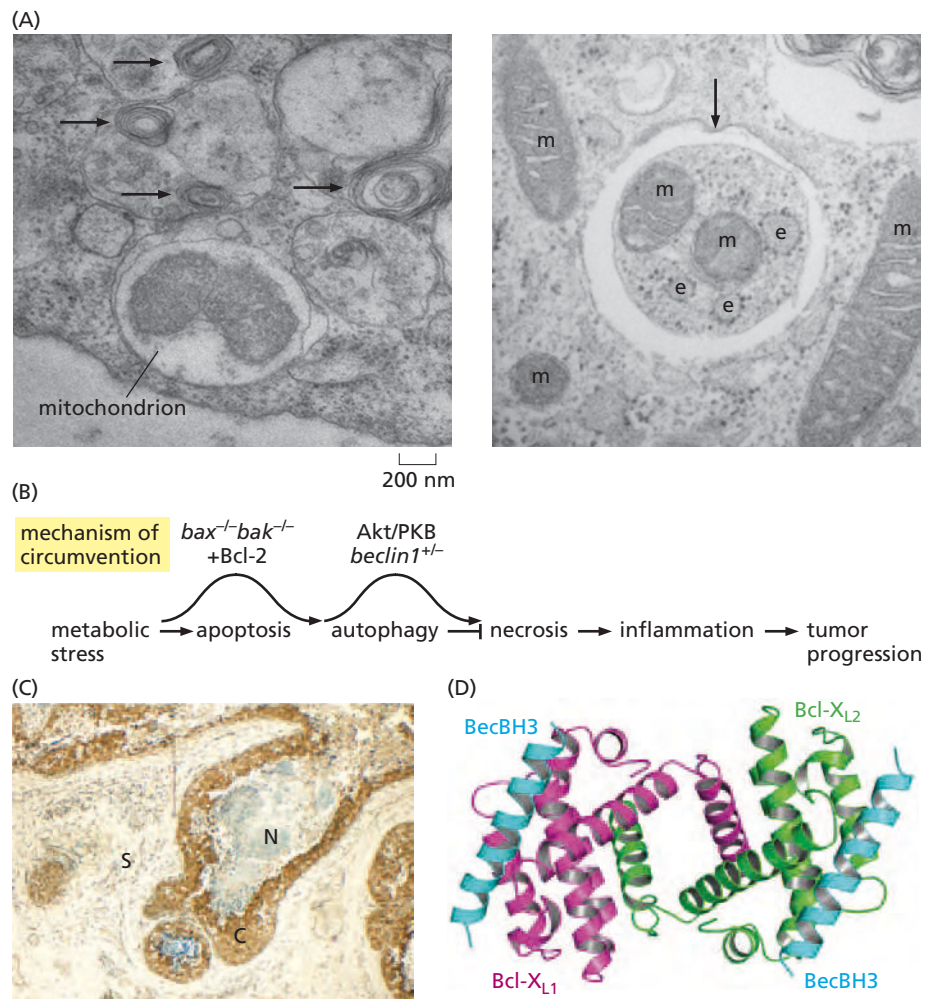 (A)
m
m
m
m
m
e
e
e
mitochondrion
200 nm
(B)
mechanism of
circumvention
bax–/–bak–/–
+Bcl-2
Akt/PKB
beclin1+/–
metabolic
stress
apoptosis
autophagy
necrosis
inflammation
tumor
progression
(C)
S
N
C
(D)
BecBH3
Bcl-XL2
Bcl-XL1
BecBH3